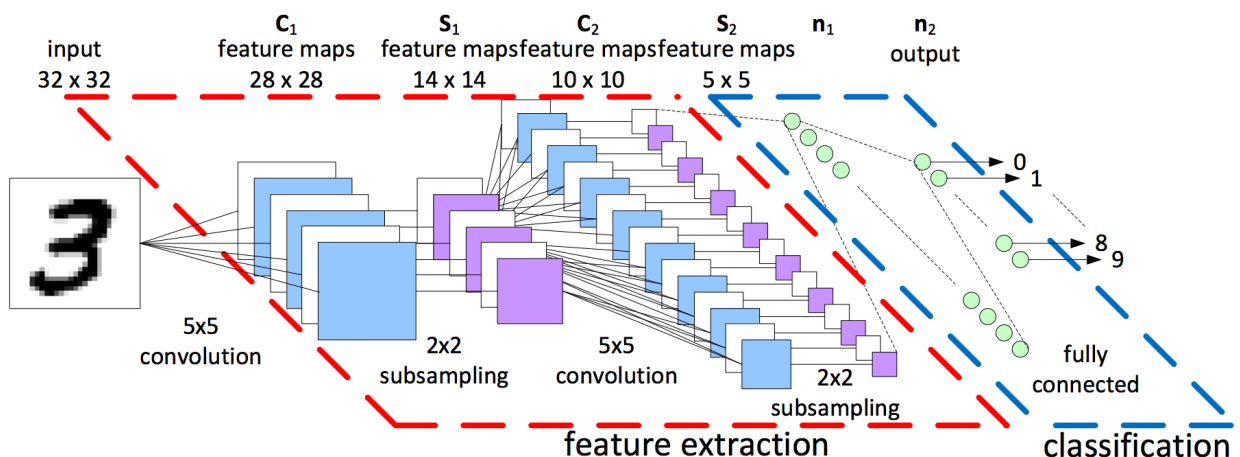 input
32 x 32
C₁
feature maps
28 x 28
S₁
feature maps
14 x 14
C₂
feature maps
10 x 10
S₂
feature maps
5 x 5
n₁
n₂
output
0
1
8
9
5x5
convolution
2x2
subsampling
5x5
convolution
2x2
subsampling
fully
connected
feature extraction
classification